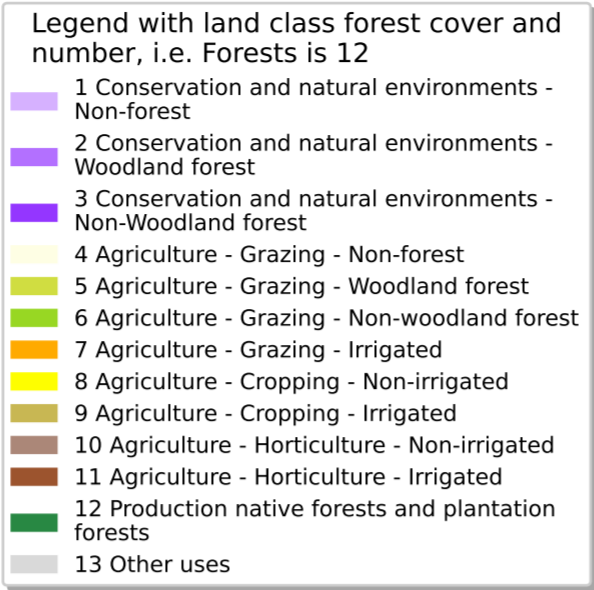 Legend with land class forest cover and
number, i.e. Forests is 12
1 Conservation and natural environments -
Non-forest
2 Conservation and natural environments -
Woodland forest
3 Conservation and natural environments -
Non-Woodland forest
4 Agriculture - Grazing - Non-forest
5 Agriculture - Grazing - Woodland forest
6 Agriculture - Grazing - Non-woodland forest
7 Agriculture - Grazing - Irrigated
8 Agriculture - Cropping - Non-irrigated
9 Agriculture - Cropping - Irrigated
10 Agriculture - Horticulture - Non-irrigated
11 Agriculture - Horticulture - Irrigated
12 Production native forests and plantation
forests
13 Other uses